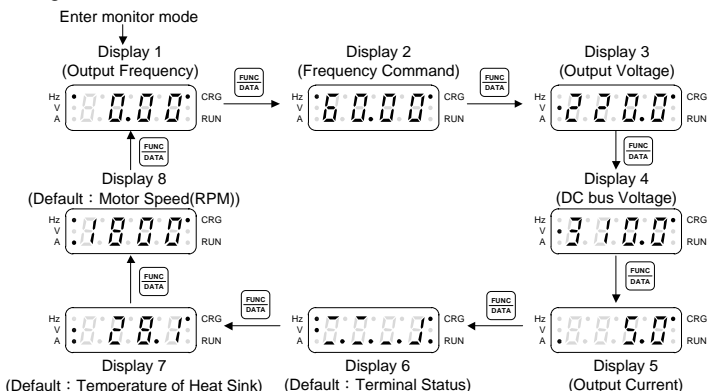 Enter monitor mode
Display 1
(Output Frequency)
Display 2
(Frequency Command)
Display 3
(Output Voltage)
FUNC
DATA
FUNC
DATA
Hz
V
A
0.00
CRG
RUN
Hz
V
A
60.00
CRG
RUN
Hz
V
A
220.0
CRG
RUN
FUNC
DATA
FUNC
DATA
Display 8
(Default：Motor Speed(RPM))
Display 4
(DC bus Voltage)
Hz
V
A
1800
CRG
RUN
Hz
V
A
310.0
CRG
RUN
FUNC
DATA
FUNC
DATA
FUNC
DATA
FUNC
DATA
Hz
V
A
28.1
CRG
RUN
Hz
V
A
CRG
RUN
Hz
V
A
5.0
CRG
RUN
Display 7
(Default：Temperature of Heat Sink)
Display 6
(Default：Terminal Status)
Display 5
(Output Current)